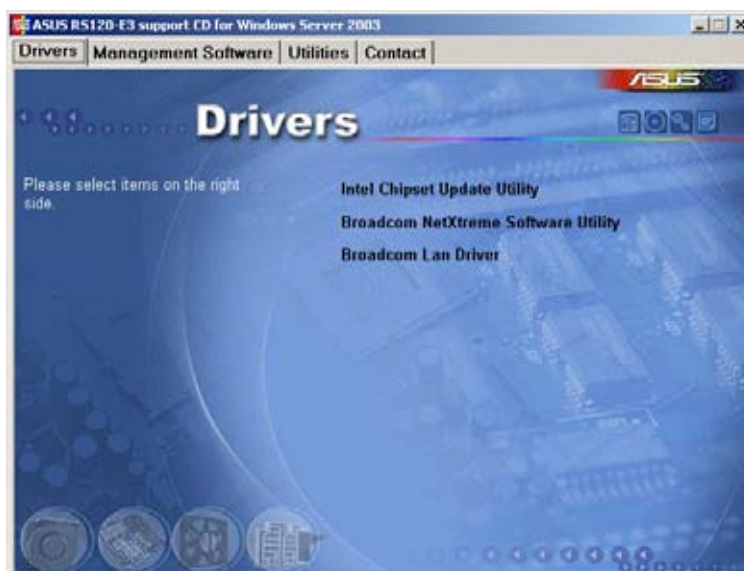 ASUS RS120-E3 support CD for Windows Server 2003
Drivers Management Software Utilities Contact
ASUS
Drivers
Please select items on the right
side.
Intel Chipset Update Utility
Broadcom NetXtreme Software Utility
Broadcom Lan Driver